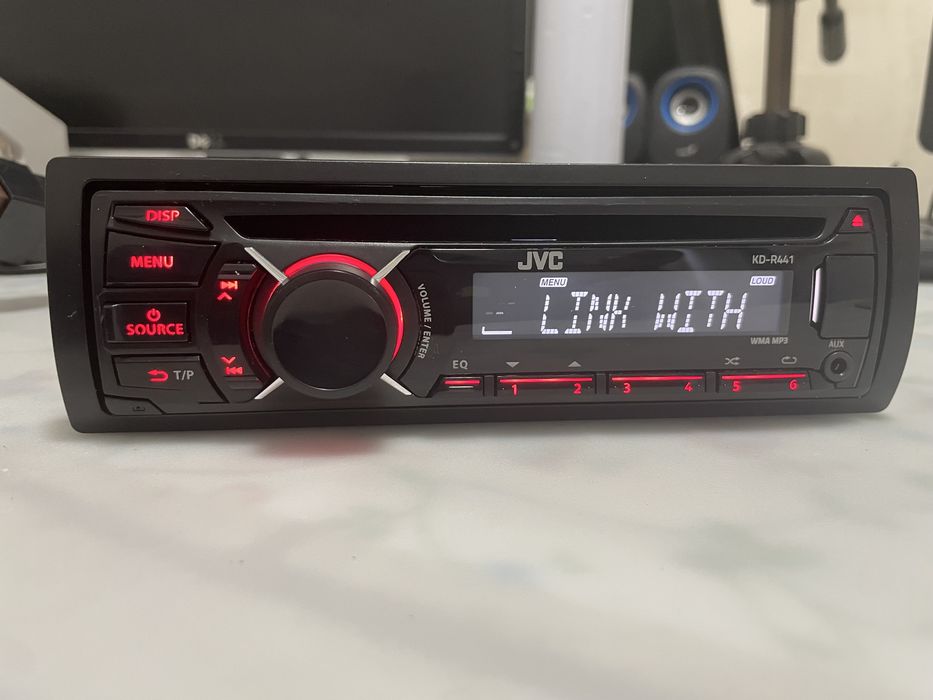 DISP
MENU
SOURCE
T/P
VOLUME / ENTER
JVC
KD-R441
MENU
LOUD
LINK WITH
WMA MP3
EQ
1 2 3 4 5 6
AUX